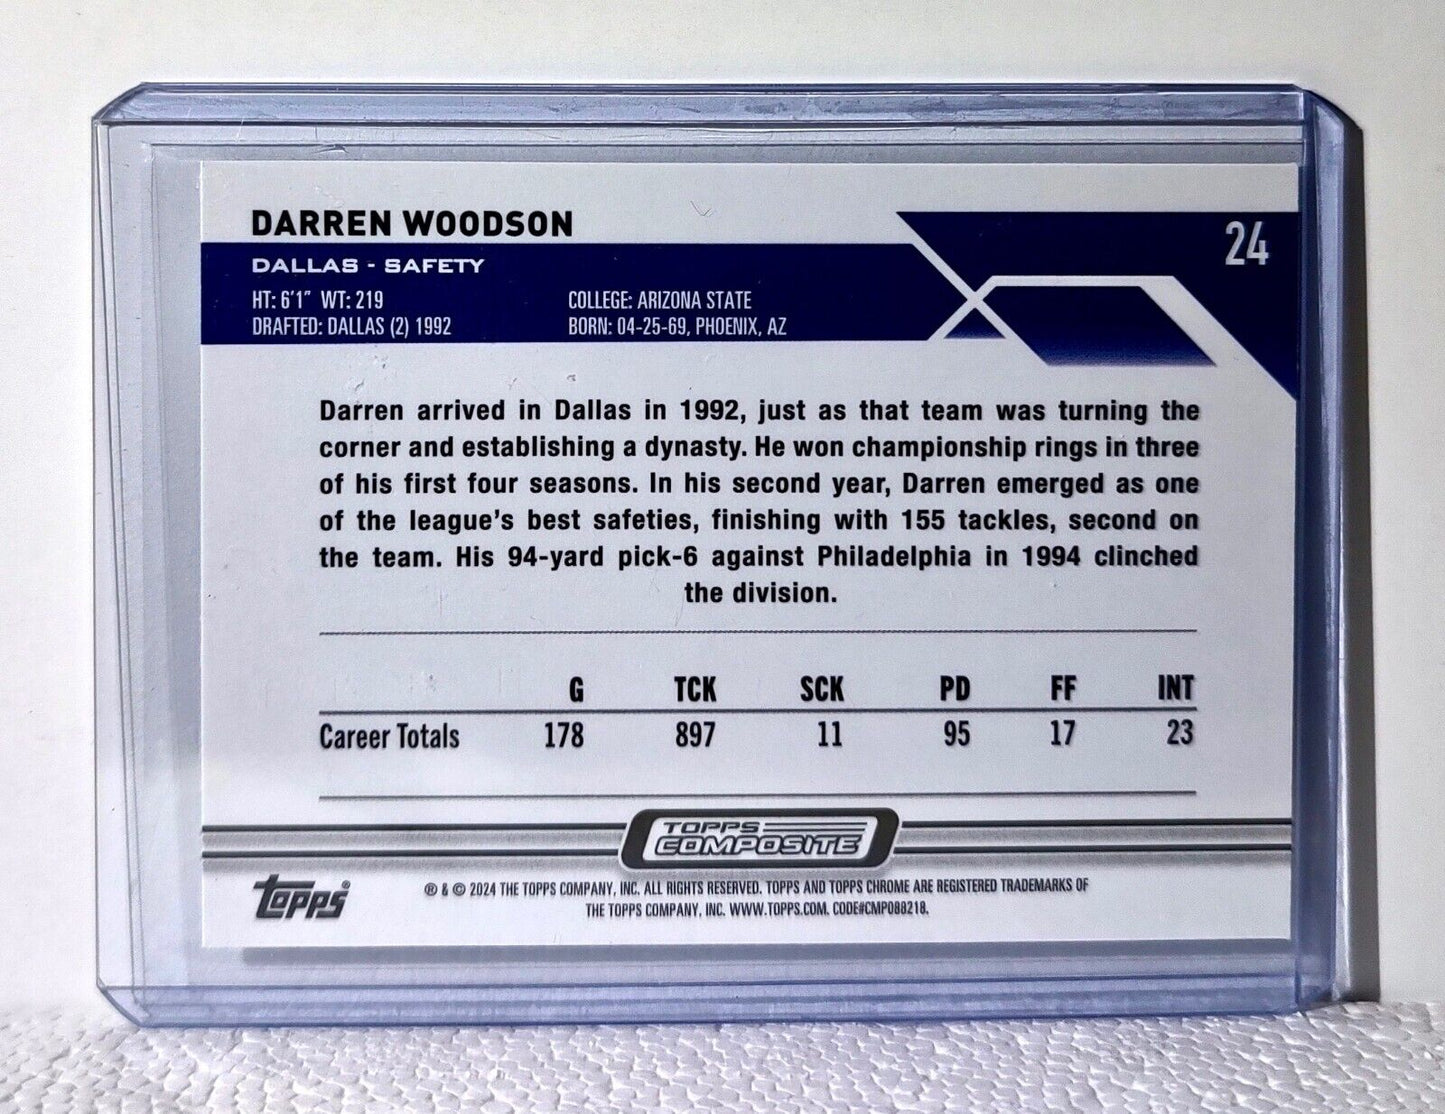 DARREN WOODSON
24
DALLAS - SAFETY
HT: 6'1" WT: 219 COLLEGE: ARIZONA STATE
DRAFTED: DALLAS (2) 1992 BORN: 04-25-69, PHOENIX, AZ
Darren arrived in Dallas in 1992, just as that team was turning the
corner and establishing a dynasty. He won championship rings in three
of his first four seasons. In his second year, Darren emerged as one
of the league's best safeties, finishing with 155 tackles, second on
the team. His 94-yard pick-6 against Philadelphia in 1994 clinched
the division.
G TCK SCK PD FF INT
Career Totals 178 897 11 95 17 23
TOPPS
COMPOSITE
topps®
® & © 2024 THE TOPPS COMPANY, INC. ALL RIGHTS RESERVED. TOPPS AND TOPPS CHROME ARE REGISTERED TRADEMARKS OF
THE TOPPS COMPANY, INC. WWW.TOPPS.COM. CODE#CMP088218.